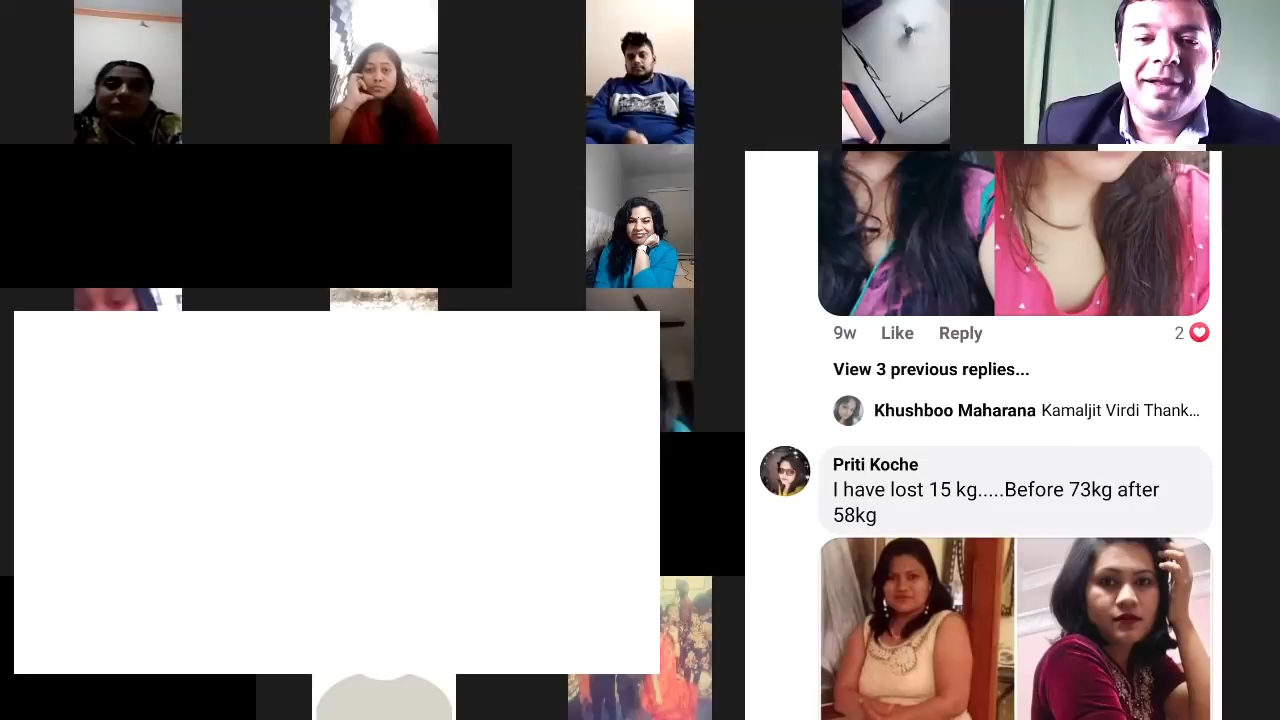 9w Like Reply 2
View 3 previous replies...
Khushboo Maharana Kamaljit Virdi Thank...
Priti Koche
I have lost 15 kg.....Before 73kg after
58kg